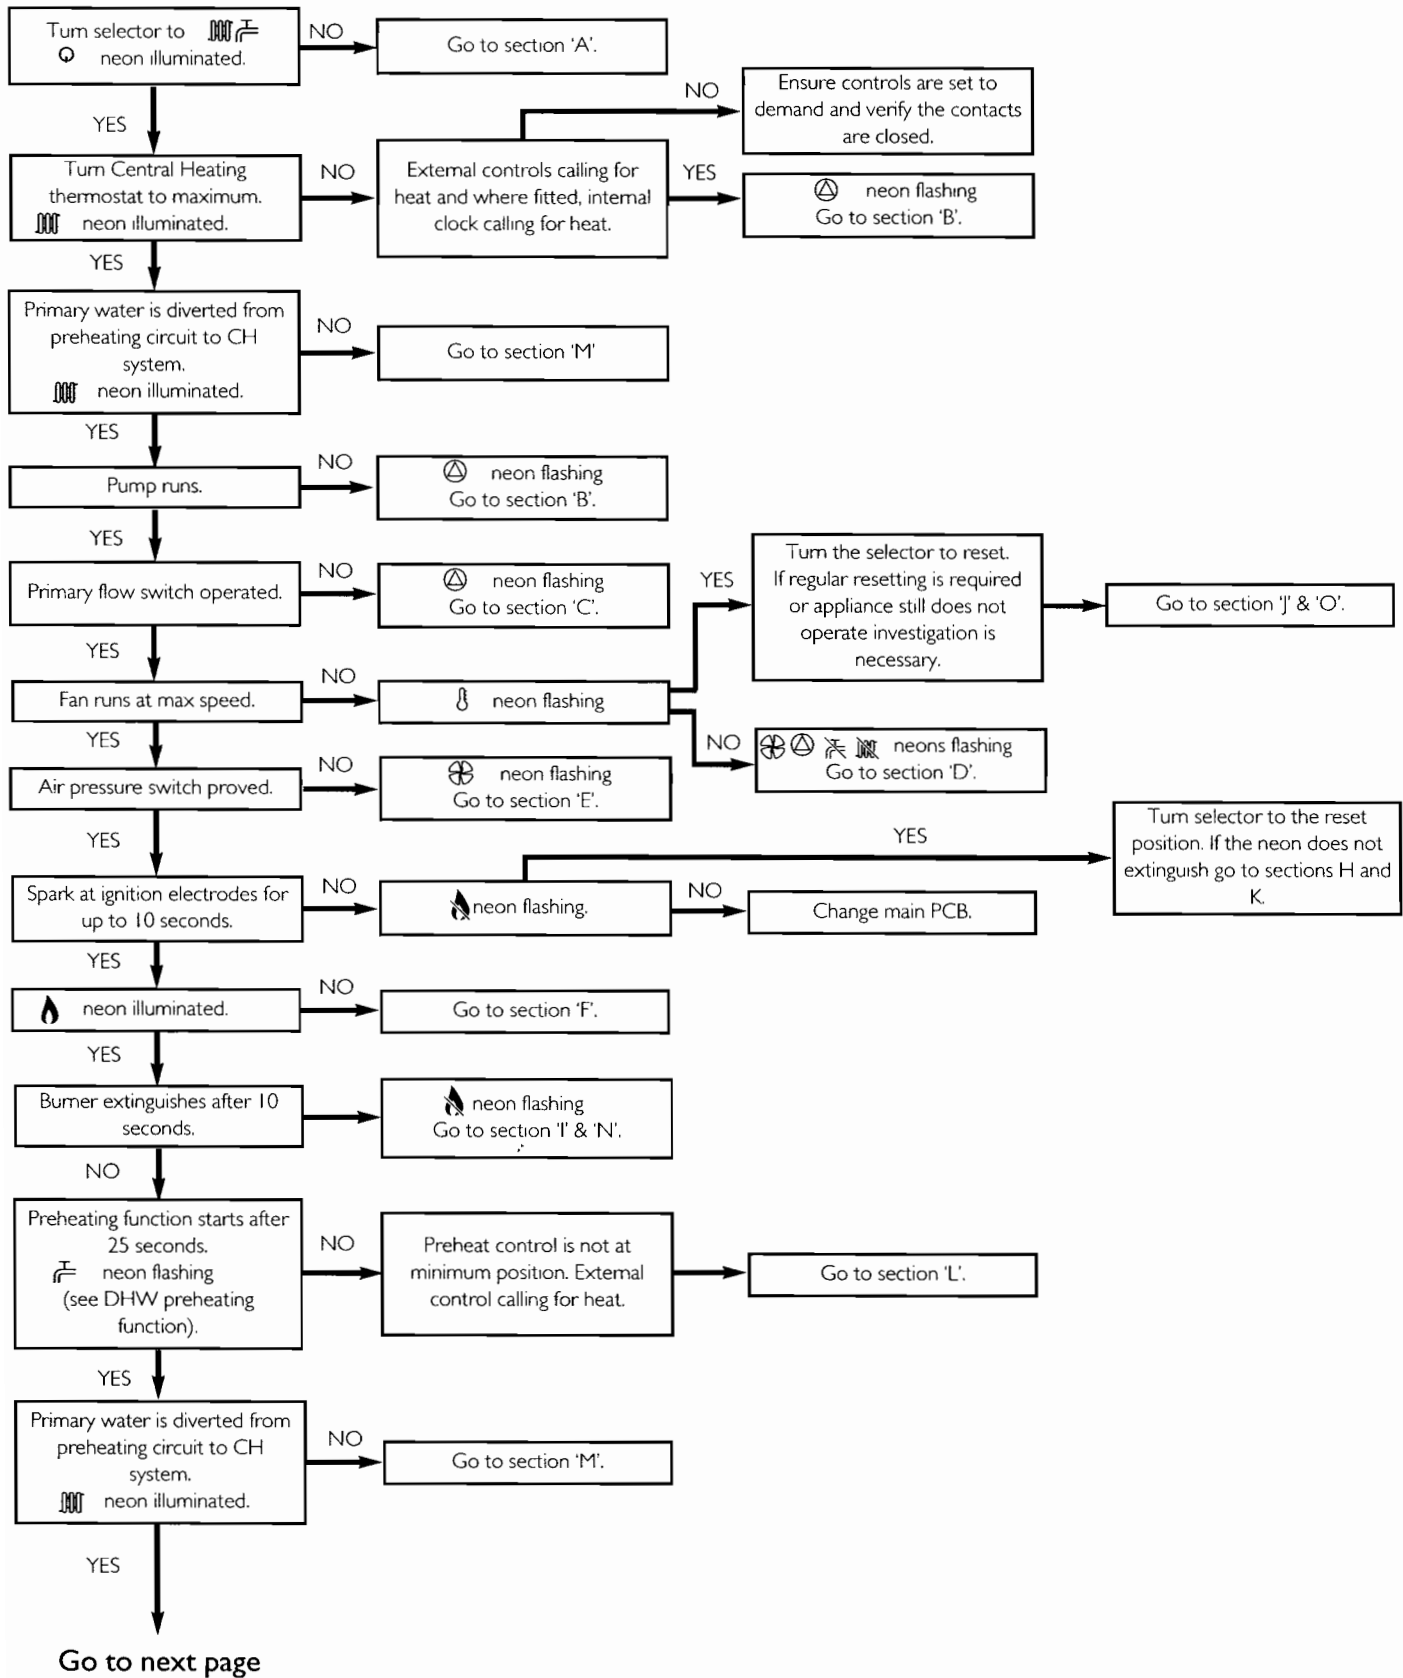 Turn selector to
neon illuminated.
NO
Go to section 'A'.
YES
NO
Ensure controls are set to
demand and verify the contacts
are closed.
Turn Central Heating
thermostat to maximum.
neon illuminated.
NO
External controls calling for
heat and where fitted, internal
clock calling for heat.
YES
neon flashing
Go to section 'B'.
YES
Primary water is diverted from
preheating circuit to CH
system.
neon illuminated.
NO
Go to section 'M'
YES
Pump runs.
NO
neon flashing
Go to section 'B'.
YES
Primary flow switch operated.
NO
neon flashing
Go to section 'C'.
YES
Turn the selector to reset.
If regular resetting is required
or appliance still does not
operate investigation is
necessary.
Go to section 'J' & 'O'.
YES
Fan runs at max speed.
NO
neon flashing
NO
neons flashing
Go to section 'D'.
YES
Air pressure switch proved.
NO
neon flashing
Go to section 'E'.
YES
YES
Turn selector to the reset
position. If the neon does not
extinguish go to sections H and
K.
Spark at ignition electrodes for
up to 10 seconds.
NO
neon flashing.
NO
Change main PCB.
YES
neon illuminated.
NO
Go to section 'F'.
YES
Burner extinguishes after 10
seconds.
neon flashing
Go to section 'I' & 'N'.
NO
Preheating function starts after
25 seconds.
neon flashing
(see DHW preheating
function).
NO
Preheat control is not at
minimum position. External
control calling for heat.
Go to section 'L'.
YES
Primary water is diverted from
preheating circuit to CH
system.
neon illuminated.
NO
Go to section 'M'.
YES
Go to next page